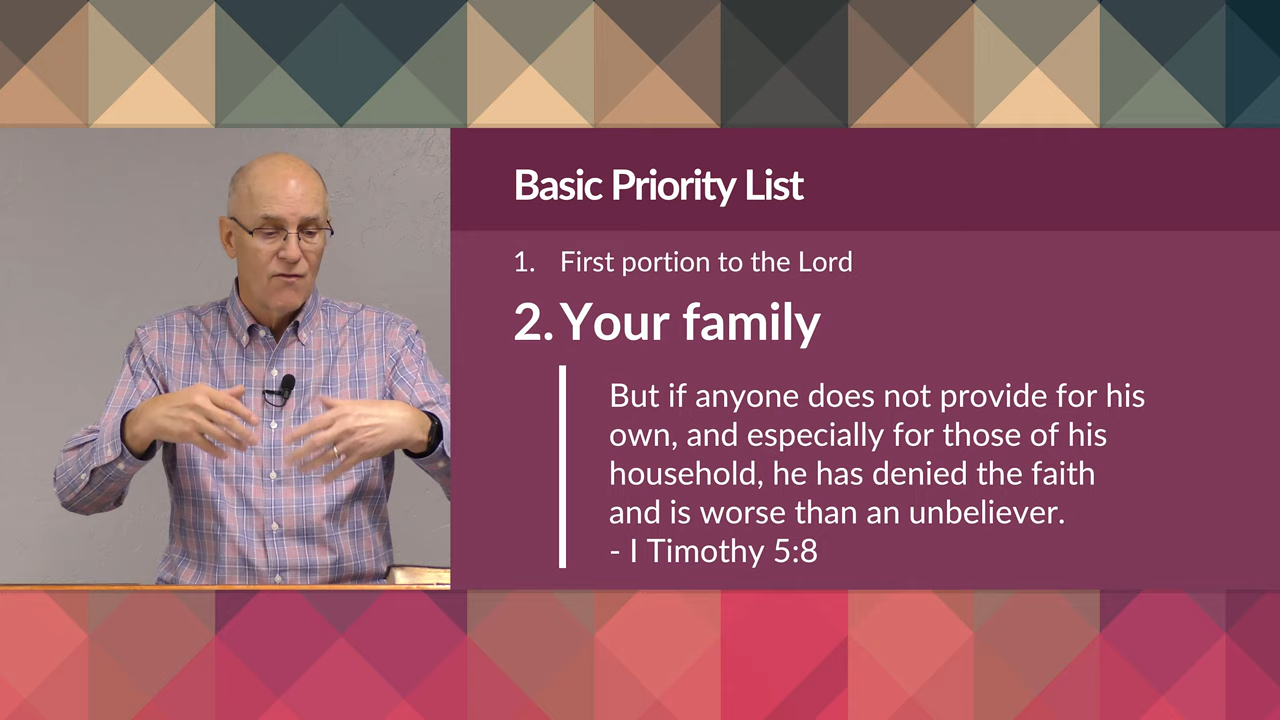 Basic Priority List
1. First portion to the Lord
2. Your family
But if anyone does not provide for his
own, and especially for those of his
household, he has denied the faith
and is worse than an unbeliever.
- I Timothy 5:8